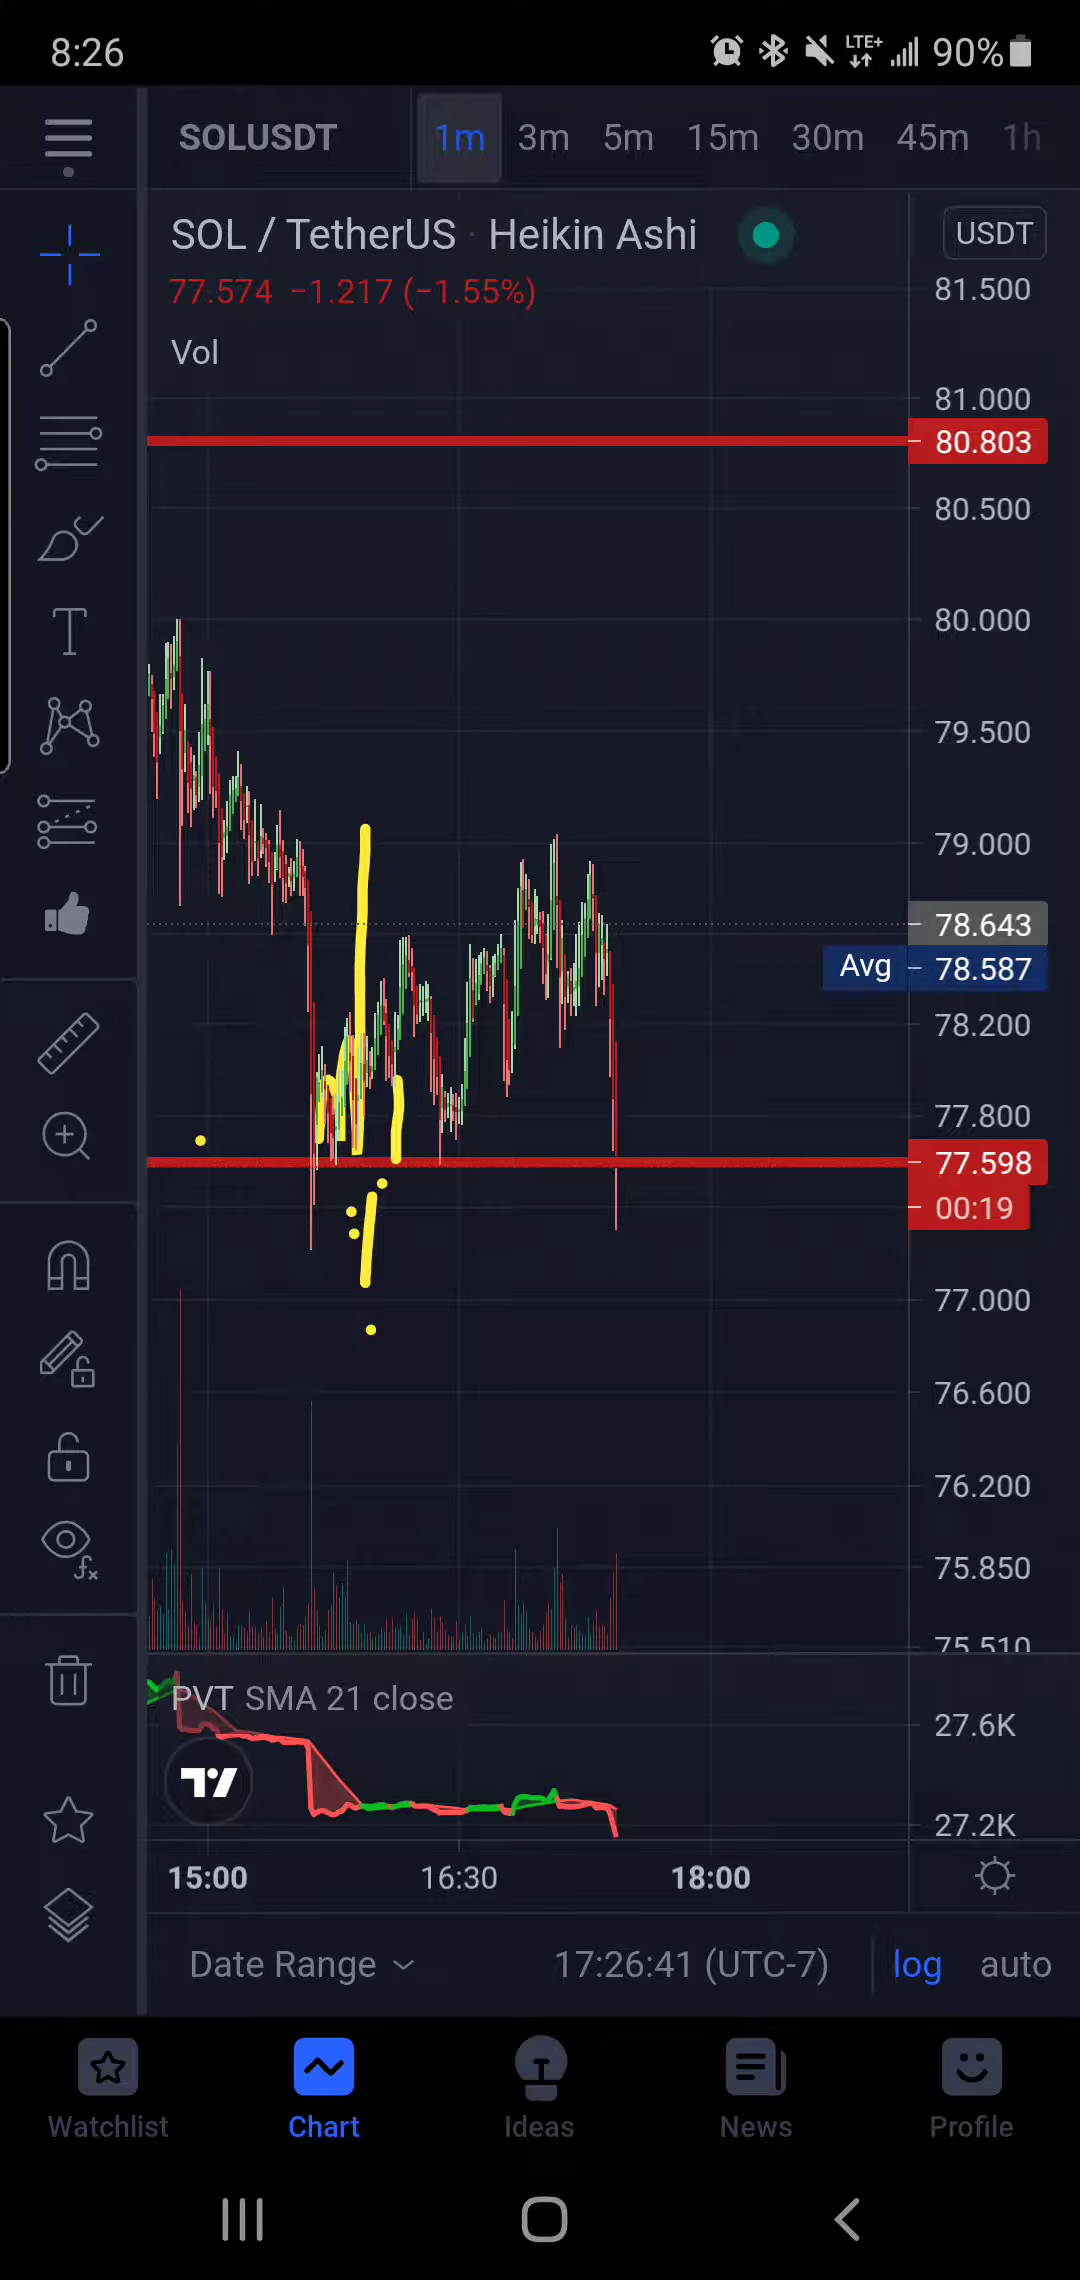 8:26 LTE+ 90%
SOLUSDT 1m 3m 5m 15m 30m 45m 1h
SOL / TetherUS · Heikin Ashi USDT
77.574 −1.217 (−1.55%)
81.500
Vol
81.000
80.803
80.500
80.000
79.500
79.000
78.643
Avg 78.587
78.200
77.800
77.598
00:19
77.000
76.600
76.200
75.850
75.510
PVT SMA 21 close
27.6K
27.2K
15:00 16:30 18:00
Date Range 17:26:41 (UTC-7) log auto
Watchlist Chart Ideas News Profile